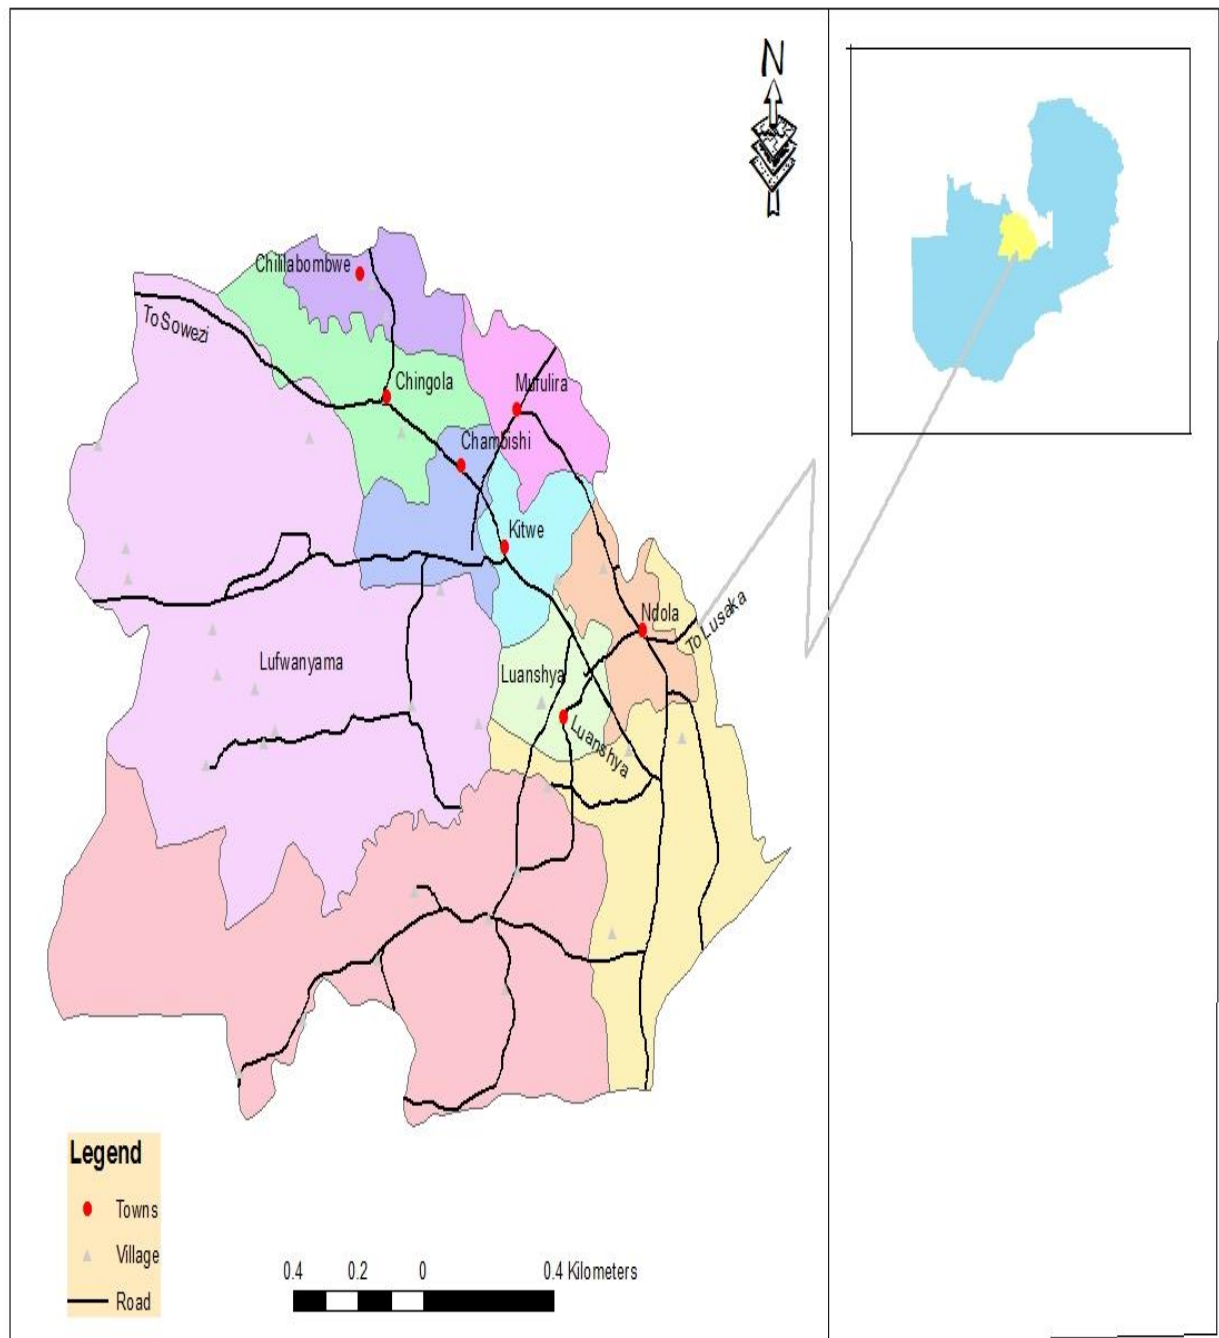 N
Chililabombwe
To Sowezi
Chingola
Mufulira
Chambishi
Kitwe
Ndola
To Lusaka
Lufwanyama
Luanshya
Luanshya
Legend
Towns
Village
Road
0.4 0.2 0 0.4 Kilometers